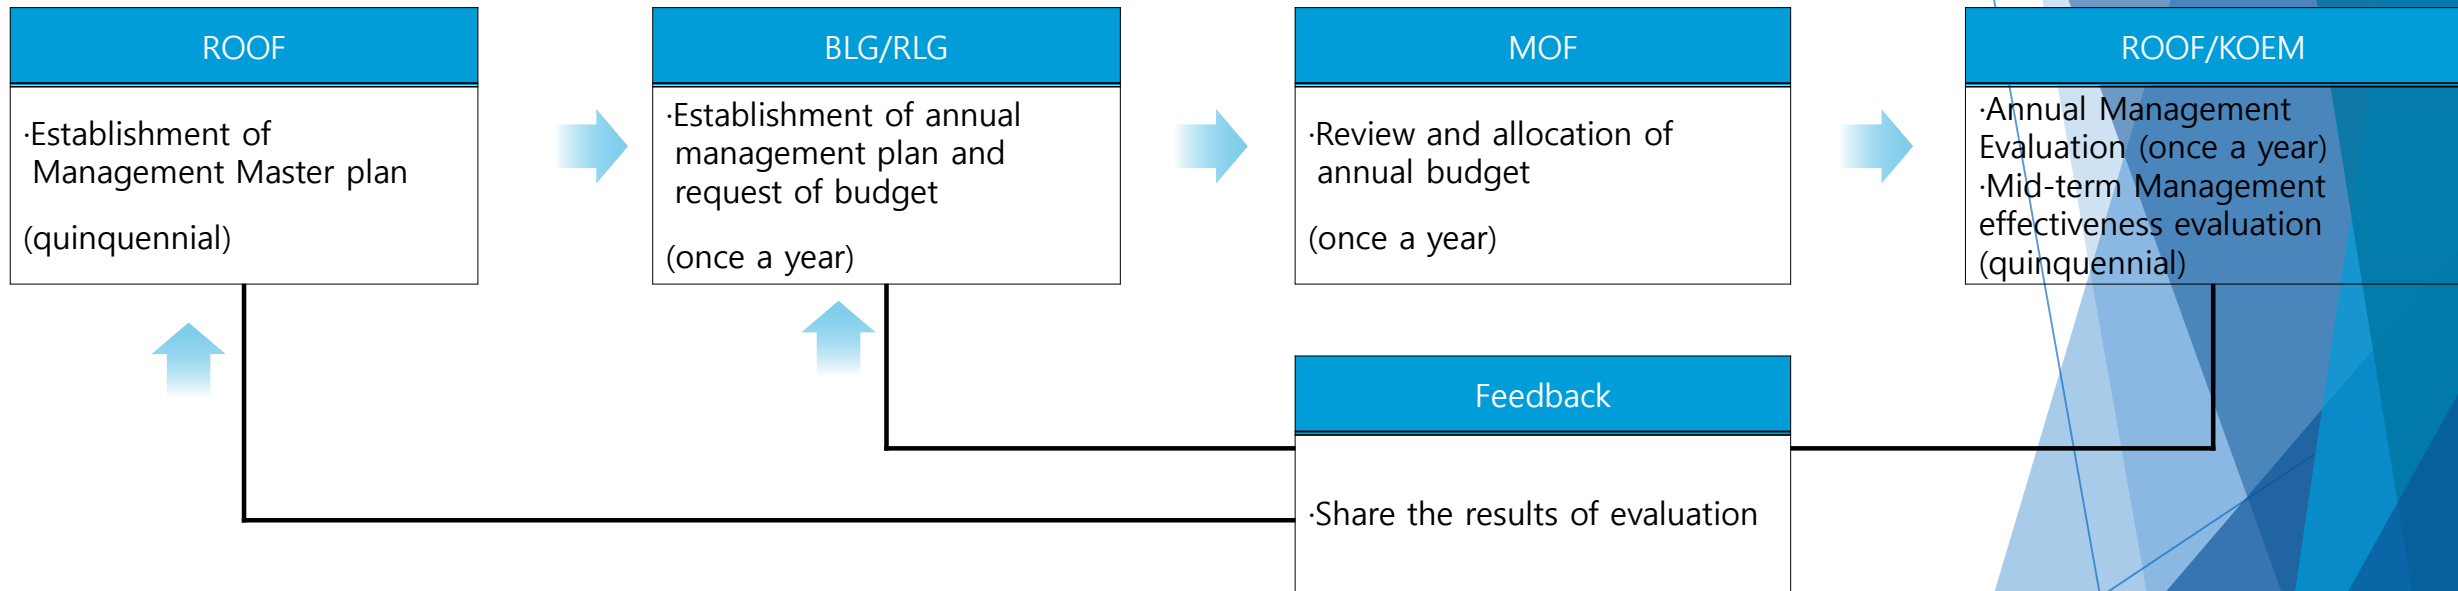 ROOF
·Establishment of
Management Master plan
(quinquennial)
BLG/RLG
·Establishment of annual
management plan and
request of budget
(once a year)
MOF
·Review and allocation of
annual budget
(once a year)
ROOF/KOEM
·Annual Management
Evaluation (once a year)
·Mid-term Management
effectiveness evaluation
(quinquennial)
Feedback
·Share the results of evaluation